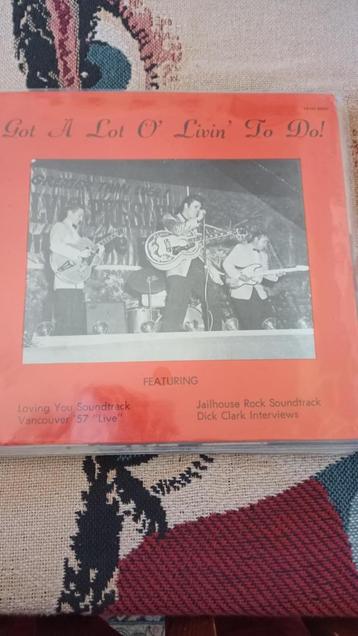 Got A Lot O' Livin' To Do!
FEATURING
Loving You Soundtrack
Vancouver '57 "Live"
Jailhouse Rock Soundtrack
Dick Clark Interviews